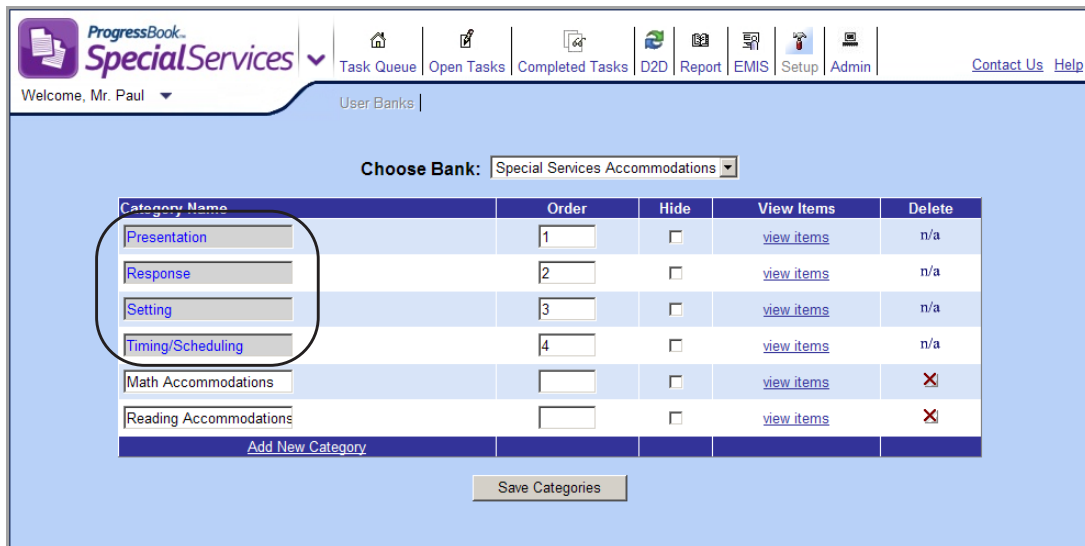 ProgressBook™
SpecialServices
Task Queue Open Tasks Completed Tasks D2D Report EMIS Setup Admin
Contact Us Help
Welcome, Mr. Paul
User Banks
Choose Bank: Special Services Accommodations
Category Name Order Hide View Items Delete
Presentation 1 view items n/a
Response 2 view items n/a
Setting 3 view items n/a
Timing/Scheduling 4 view items n/a
Math Accommodations view items
Reading Accommodations view items
Add New Category
Save Categories